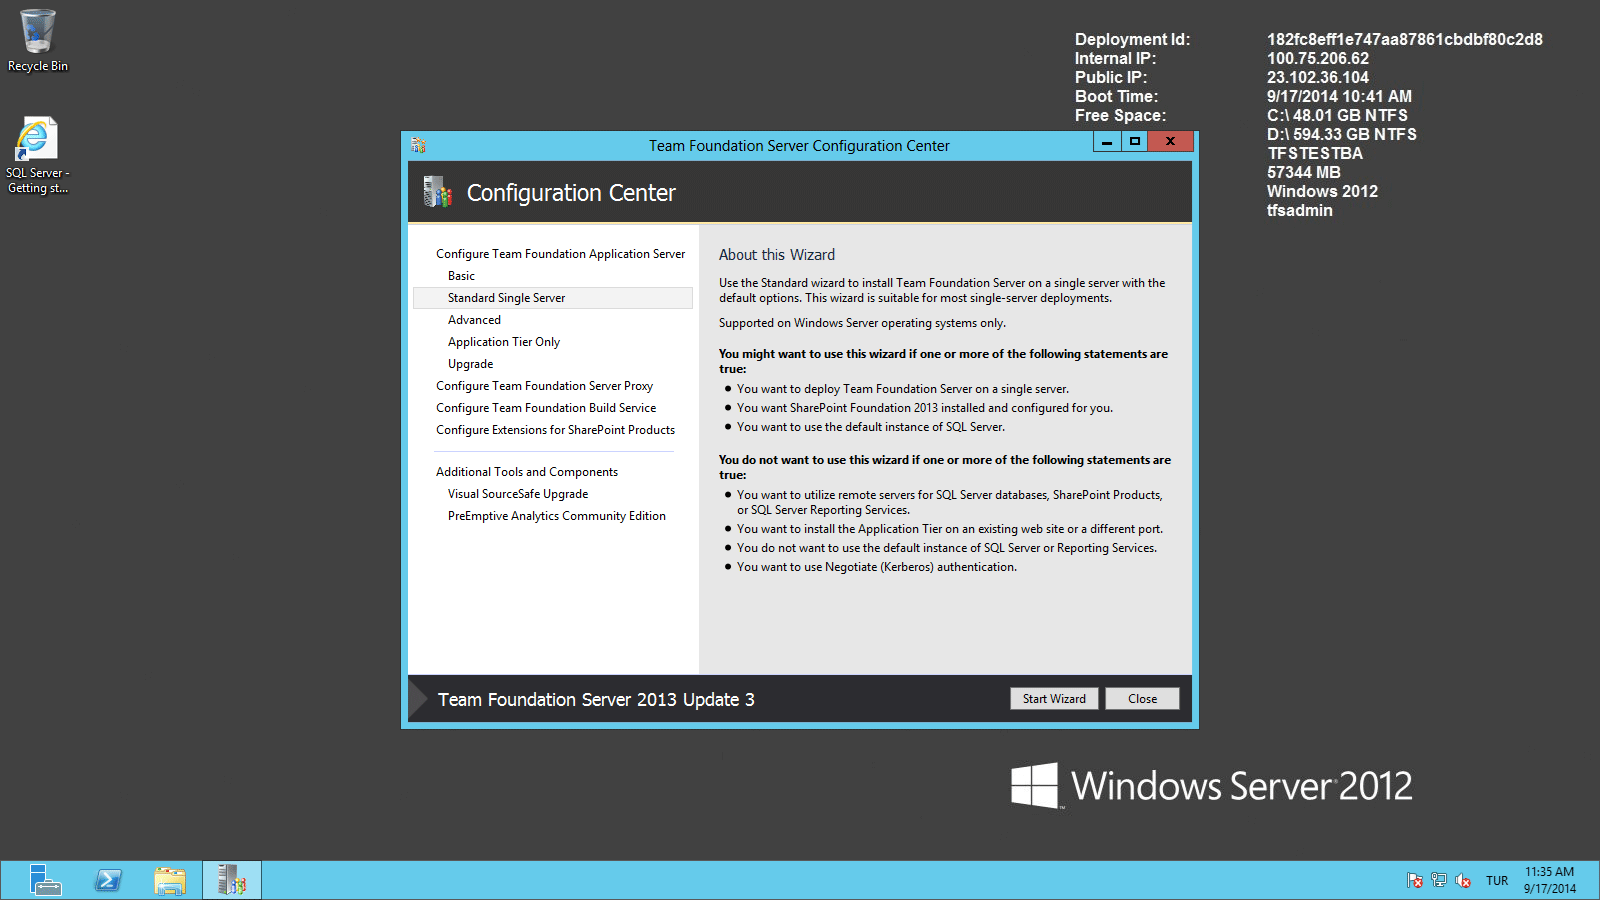 Recycle Bin
SQL Server -
Getting st...
Deployment Id: 182fc8eff1e747aa87861cbdbf80c2d8
Internal IP: 100.75.206.62
Public IP: 23.102.36.104
Boot Time: 9/17/2014 10:41 AM
Free Space: C:\ 48.01 GB NTFS
D:\ 594.33 GB NTFS
TFSTESTBA
57344 MB
Windows 2012
tfsadmin
Team Foundation Server Configuration Center
Configuration Center
Configure Team Foundation Application Server
Basic
Standard Single Server
Advanced
Application Tier Only
Upgrade
Configure Team Foundation Server Proxy
Configure Team Foundation Build Service
Configure Extensions for SharePoint Products
Additional Tools and Components
Visual SourceSafe Upgrade
PreEmptive Analytics Community Edition
About this Wizard
Use the Standard wizard to install Team Foundation Server on a single server with the
default options. This wizard is suitable for most single-server deployments.
Supported on Windows Server operating systems only.
You might want to use this wizard if one or more of the following statements are
true:
• You want to deploy Team Foundation Server on a single server.
• You want SharePoint Foundation 2013 installed and configured for you.
• You want to use the default instance of SQL Server.
You do not want to use this wizard if one or more of the following statements are
true:
• You want to utilize remote servers for SQL Server databases, SharePoint Products,
or SQL Server Reporting Services.
• You want to install the Application Tier on an existing web site or a different port.
• You do not want to use the default instance of SQL Server or Reporting Services.
• You want to use Negotiate (Kerberos) authentication.
Team Foundation Server 2013 Update 3
Start Wizard
Close
Windows Server 2012
TUR
11:35 AM
9/17/2014